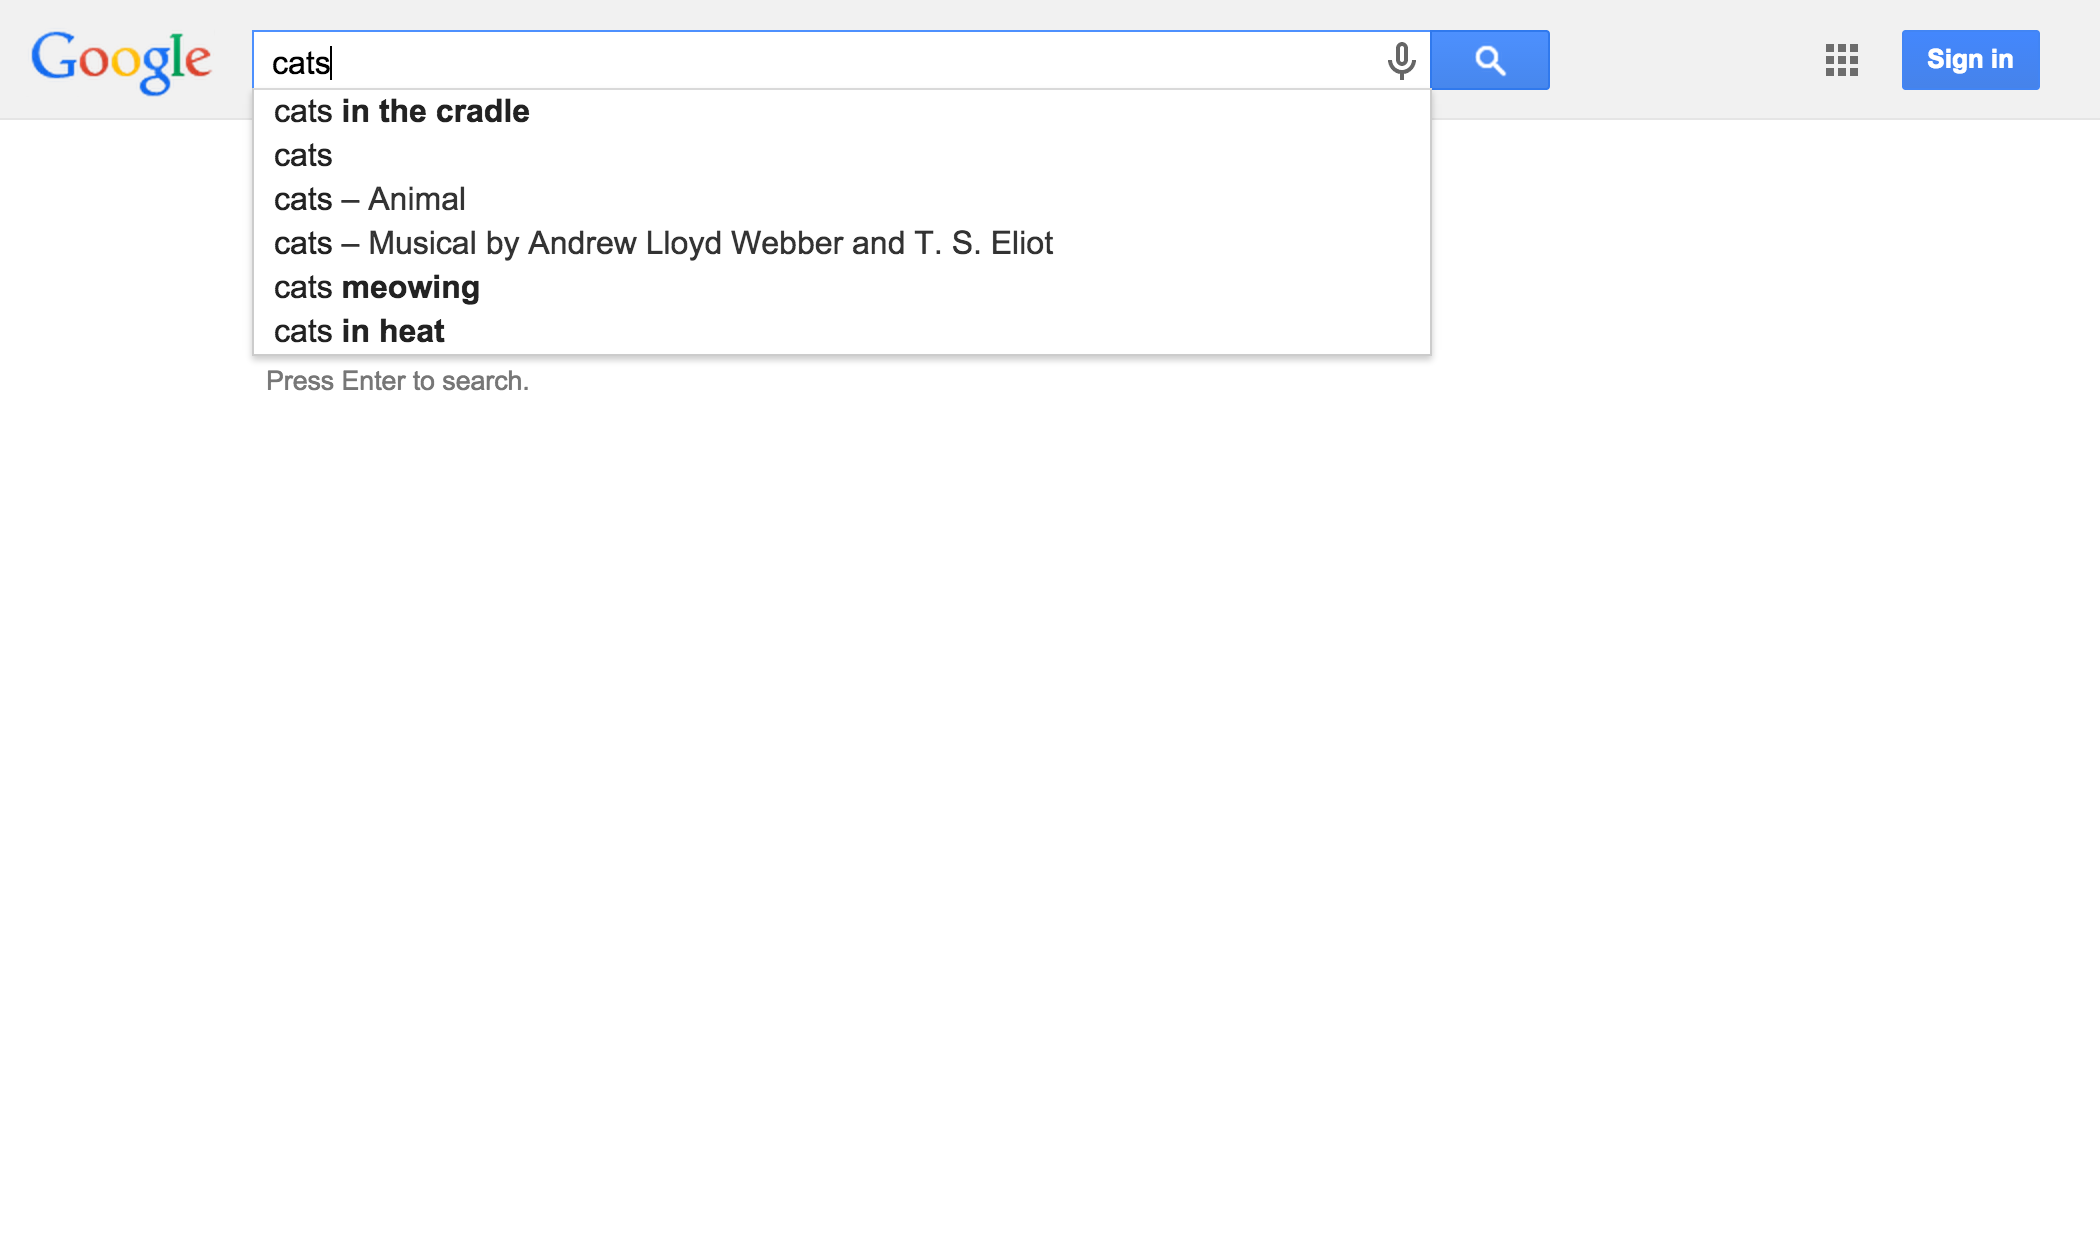 Google
cats
Sign in
cats in the cradle
cats
cats – Animal
cats – Musical by Andrew Lloyd Webber and T. S. Eliot
cats meowing
cats in heat
Press Enter to search.